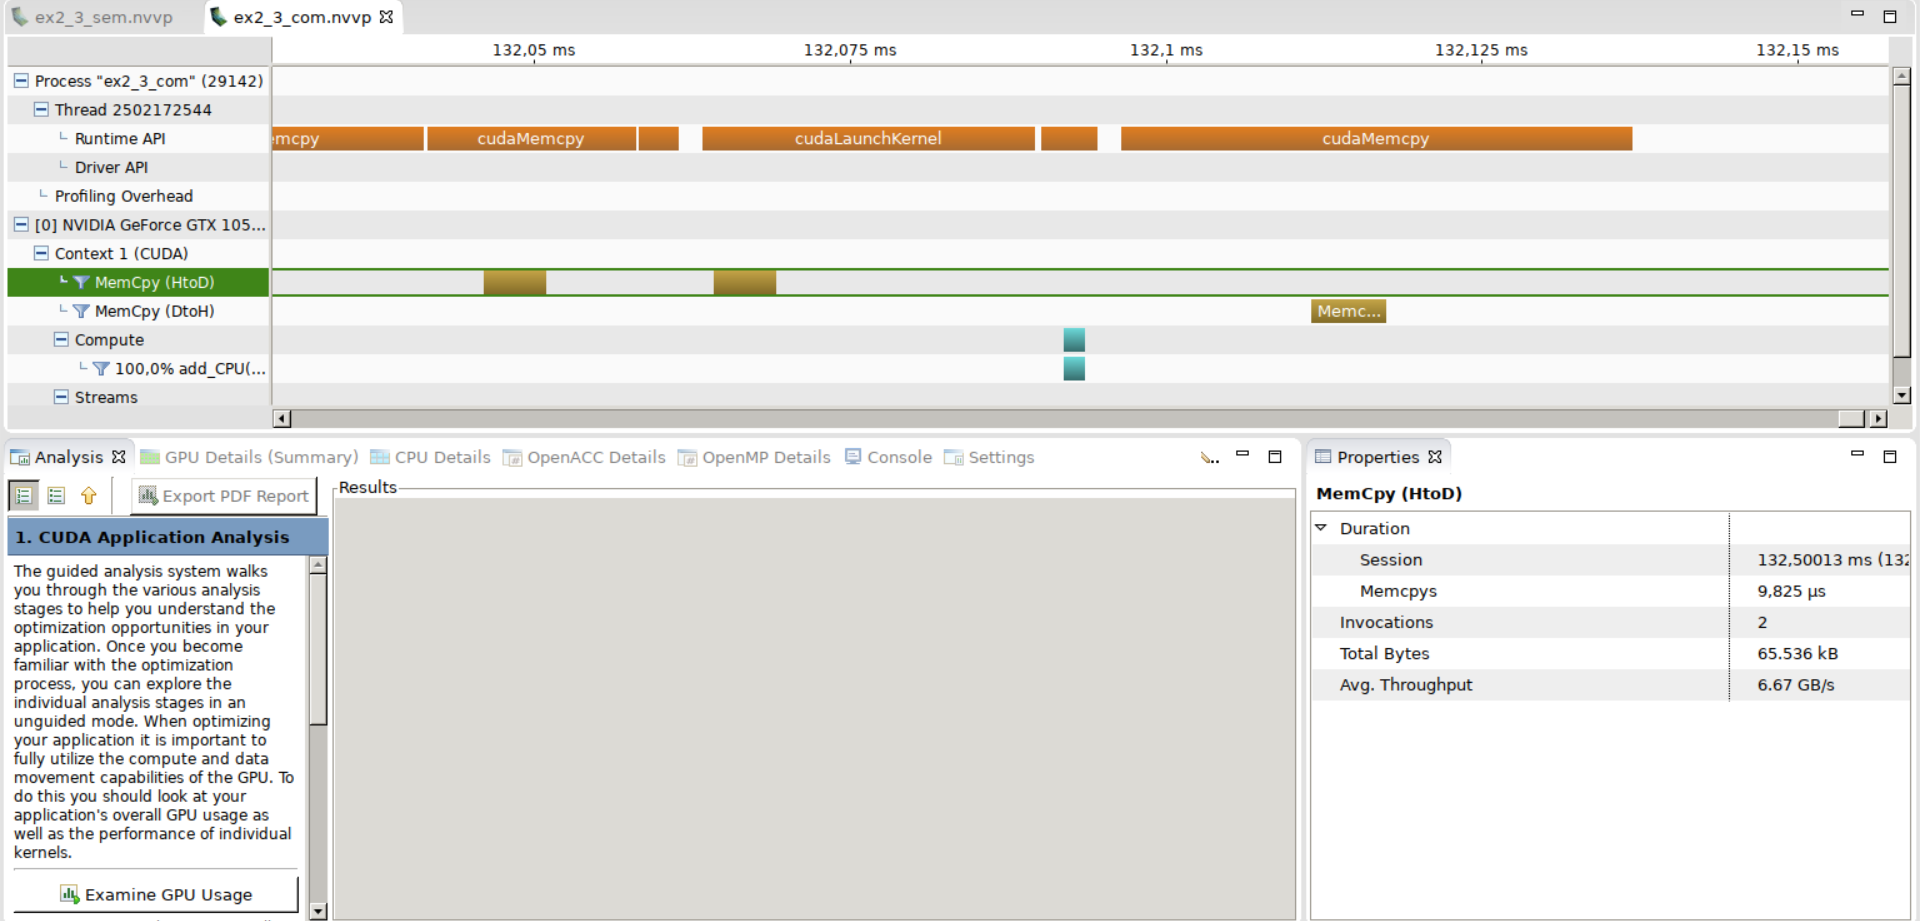 ex2_3_sem.nvvp
ex2_3_com.nvvp
132,05 ms
132,075 ms
132,1 ms
132,125 ms
132,15 ms
Process "ex2_3_com" (29142)
Thread 2502172544
Runtime API
emcpy
cudaMemcpy
cudaLaunchKernel
cudaMemcpy
Driver API
Profiling Overhead
[0] NVIDIA GeForce GTX 105...
Context 1 (CUDA)
MemCpy (HtoD)
MemCpy (DtoH)
Memc...
Compute
100,0% add_CPU(...
Streams
Analysis
GPU Details (Summary)
CPU Details
OpenACC Details
OpenMP Details
Console
Settings
Export PDF Report
Results
1. CUDA Application Analysis
The guided analysis system walks
you through the various analysis
stages to help you understand the
optimization opportunities in your
application. Once you become
familiar with the optimization
process, you can explore the
individual analysis stages in an
unguided mode. When optimizing
your application it is important to
fully utilize the compute and data
movement capabilities of the GPU. To
do this you should look at your
application's overall GPU usage as
well as the performance of individual
kernels.
Examine GPU Usage
Properties
MemCpy (HtoD)
Duration
Session 132,50013 ms (132
Memcpys 9,825 µs
Invocations 2
Total Bytes 65.536 kB
Avg. Throughput 6.67 GB/s